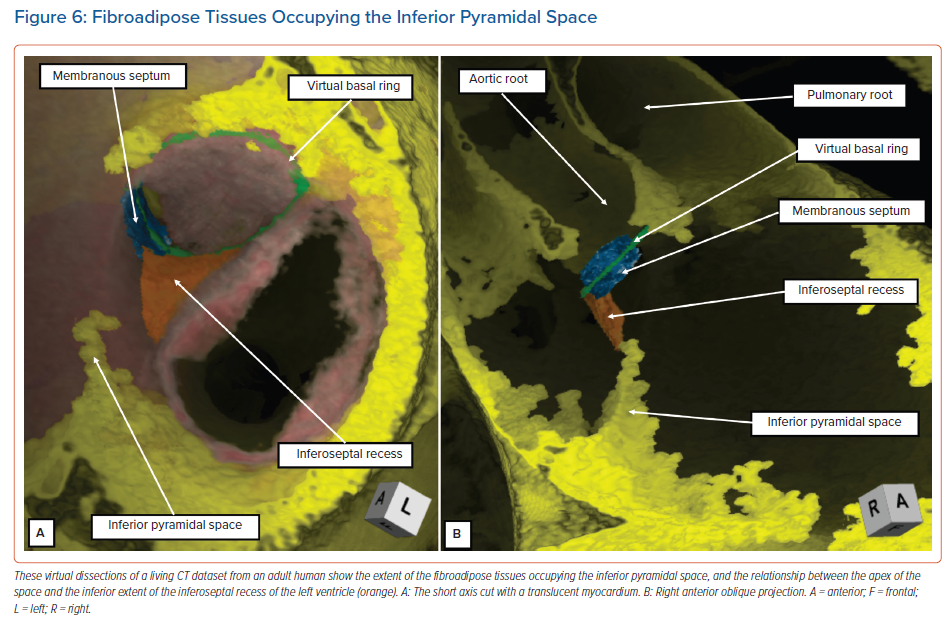 Figure 6: Fibroadipose Tissues Occupying the Inferior Pyramidal Space
Membranous septum
Virtual basal ring
Inferoseptal recess
Inferior pyramidal space
A
A
L
Aortic root
Pulmonary root
Virtual basal ring
Membranous septum
Inferoseptal recess
Inferior pyramidal space
B
R
A
These virtual dissections of a living CT dataset from an adult human show the extent of the fibroadipose tissues occupying the inferior pyramidal space, and the relationship between the apex of the
space and the inferior extent of the inferoseptal recess of the left ventricle (orange). A: The short axis cut with a translucent myocardium. B: Right anterior oblique projection. A = anterior; F = frontal;
L = left; R = right.